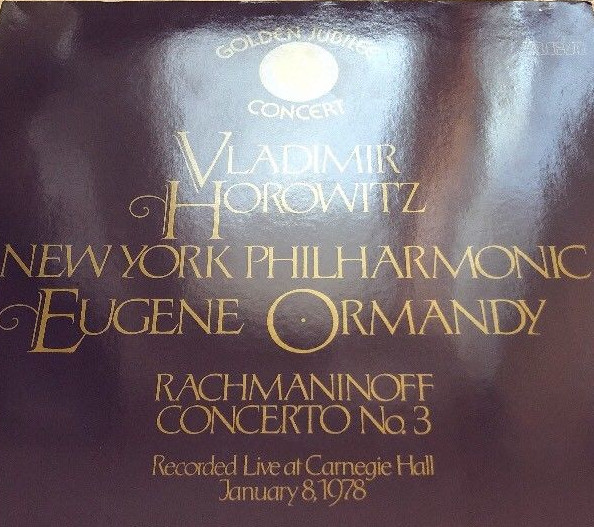 GOLDEN JUBILEE
CONCERT
VLADIMIR
HOROWITZ
NEW YORK PHILHARMONIC
EUGENE ORMANDY
RACHMANINOFF
CONCERTO No. 3
Recorded Live at Carnegie Hall
January 8, 1978